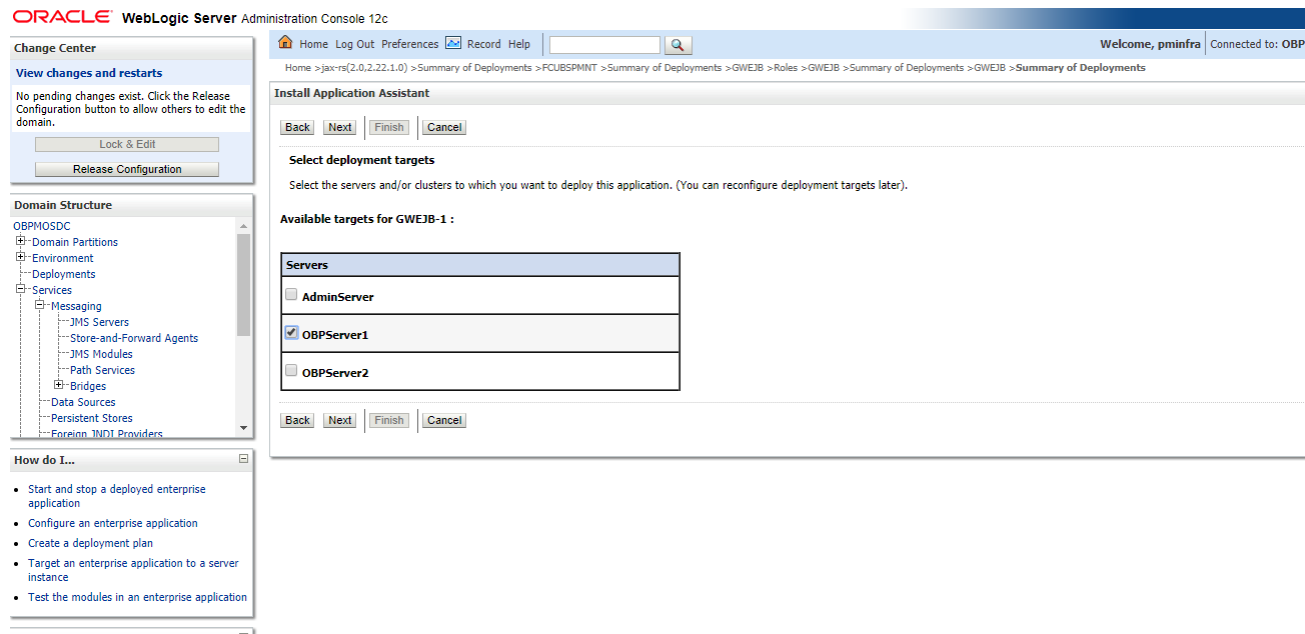 ORACLE WebLogic Server Administration Console 12c
Change Center
View changes and restarts
No pending changes exist. Click the Release
Configuration button to allow others to edit the
domain.
Lock & Edit
Release Configuration
Domain Structure
OBPMOSDC
Domain Partitions
Environment
Deployments
Services
Messaging
JMS Servers
Store-and-Forward Agents
JMS Modules
Path Services
Bridges
Data Sources
Persistent Stores
Foreign JNDI Providers
How do I...
Start and stop a deployed enterprise
application
Configure an enterprise application
Create a deployment plan
Target an enterprise application to a server
instance
Test the modules in an enterprise application
Home Log Out Preferences Record Help
Welcome, pminfra Connected to: OBP
Home >jax-rs(2.0,2.22.1.0) >Summary of Deployments >FCUBSPMNT >Summary of Deployments >GWEJB >Roles >GWEJB >Summary of Deployments >GWEJB >Summary of Deployments
Install Application Assistant
Back Next Finish Cancel
Select deployment targets
Select the servers and/or clusters to which you want to deploy this application. (You can reconfigure deployment targets later).
Available targets for GWEJB-1 :
Servers
AdminServer
OBPServer1
OBPServer2
Back Next Finish Cancel